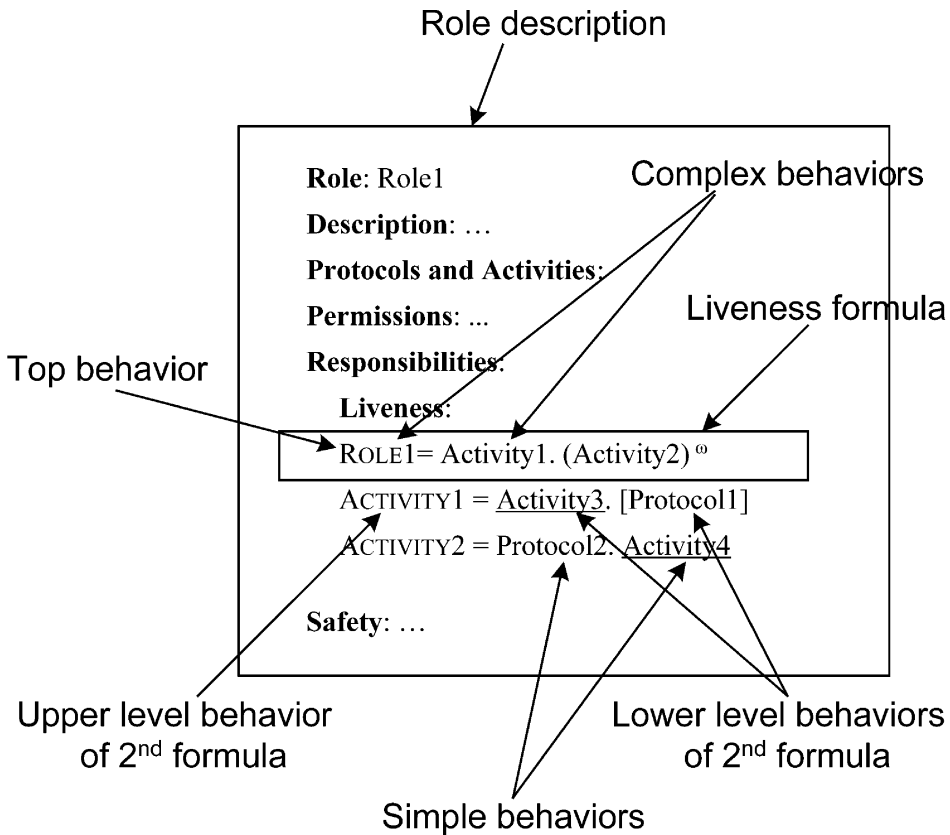 Role description
Role: Role1
Complex behaviors
Description: …
Protocols and Activities:
Permissions: ...
Liveness formula
Responsibilities:
Top behavior
Liveness:
ROLE1= Activity1. (Activity2) ω
ACTIVITY1 = Activity3. [Protocol1]
ACTIVITY2 = Protocol2. Activity4
Safety: …
Upper level behavior
of 2nd formula
Lower level behaviors
of 2nd formula
Simple behaviors